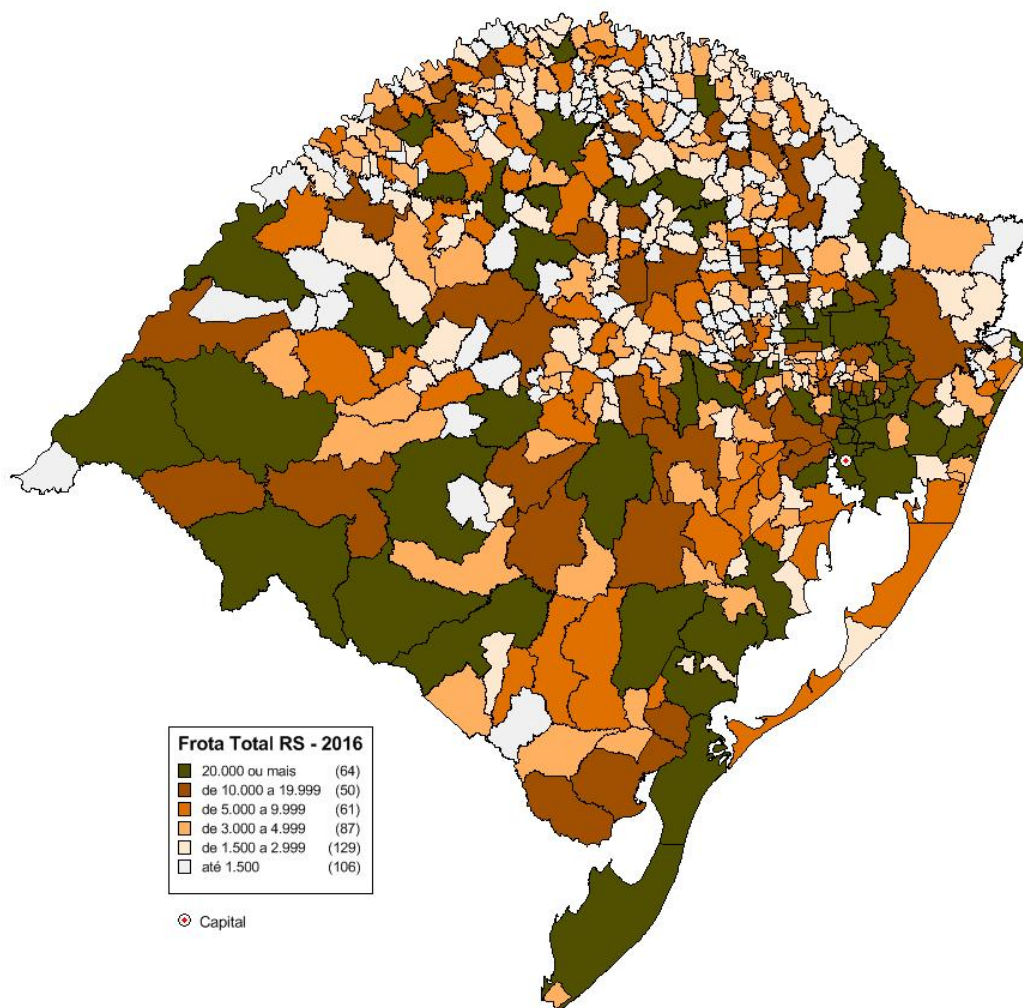 Frota Total RS - 2016
20.000 ou mais (64)
de 10.000 a 19.999 (50)
de 5.000 a 9.999 (61)
de 3.000 a 4.999 (87)
de 1.500 a 2.999 (129)
até 1.500 (106)
Capital